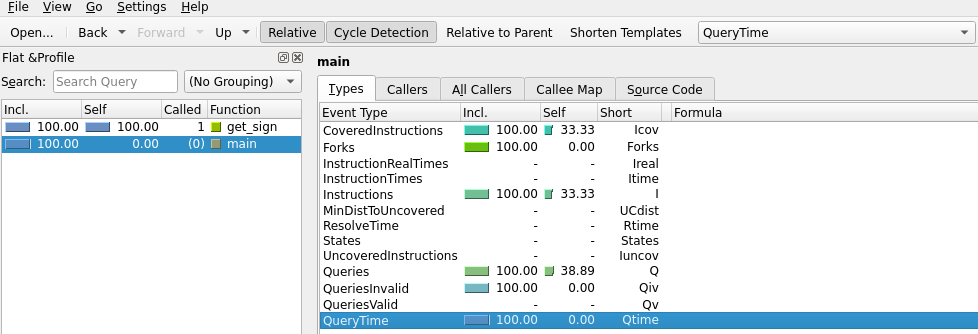 File View Go Settings Help
Open... Back Forward Up Relative Cycle Detection Relative to Parent Shorten Templates QueryTime
Flat &Profile
Search: Search Query (No Grouping)
Incl. Self Called Function
100.00 100.00 1 get_sign
100.00 0.00 (0) main
main
Types Callers All Callers Callee Map Source Code
Event Type Incl. Self Short Formula
CoveredInstructions 100.00 33.33 Icov
Forks 100.00 0.00 Forks
InstructionRealTimes - - Ireal
InstructionTimes - - Itime
Instructions 100.00 33.33 I
MinDistToUncovered - - UCdist
ResolveTime - - Rtime
States - - States
UncoveredInstructions - - Iuncov
Queries 100.00 38.89 Q
QueriesInvalid 100.00 0.00 Qiv
QueriesValid - - Qv
QueryTime 100.00 0.00 Qtime